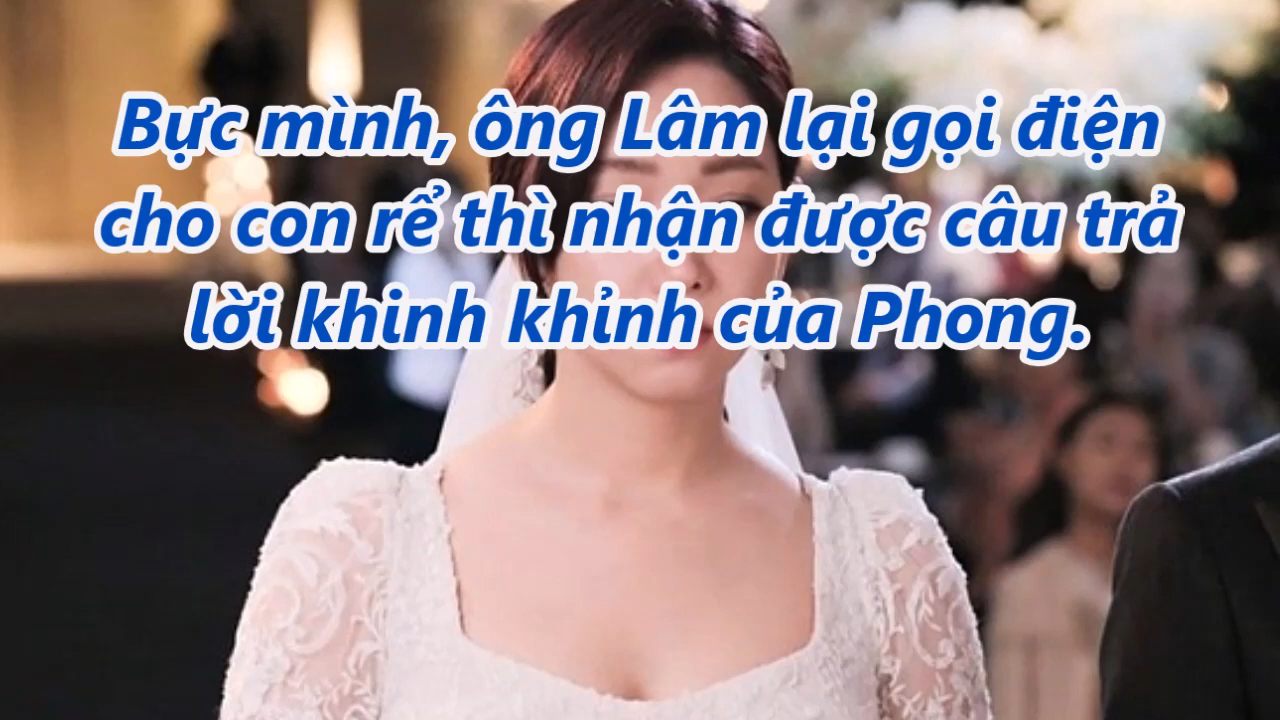 Bực mình, ông Lâm lại gọi điện
cho con rể thì nhận được câu trả
lời khinh khỉnh của Phong.